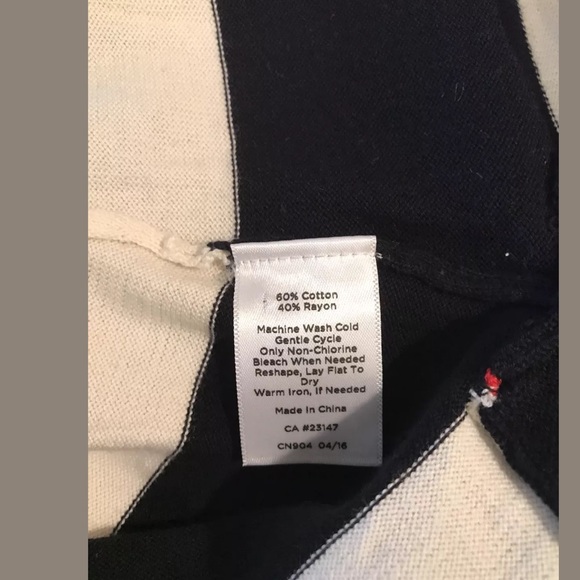 60% Cotton
40% Rayon
Machine Wash Cold
Gentle Cycle
Only Non-Chlorine
Bleach When Needed
Reshape, Lay Flat To
Dry
Warm Iron, If Needed
Made in China
CA #23147
CN904 04/16